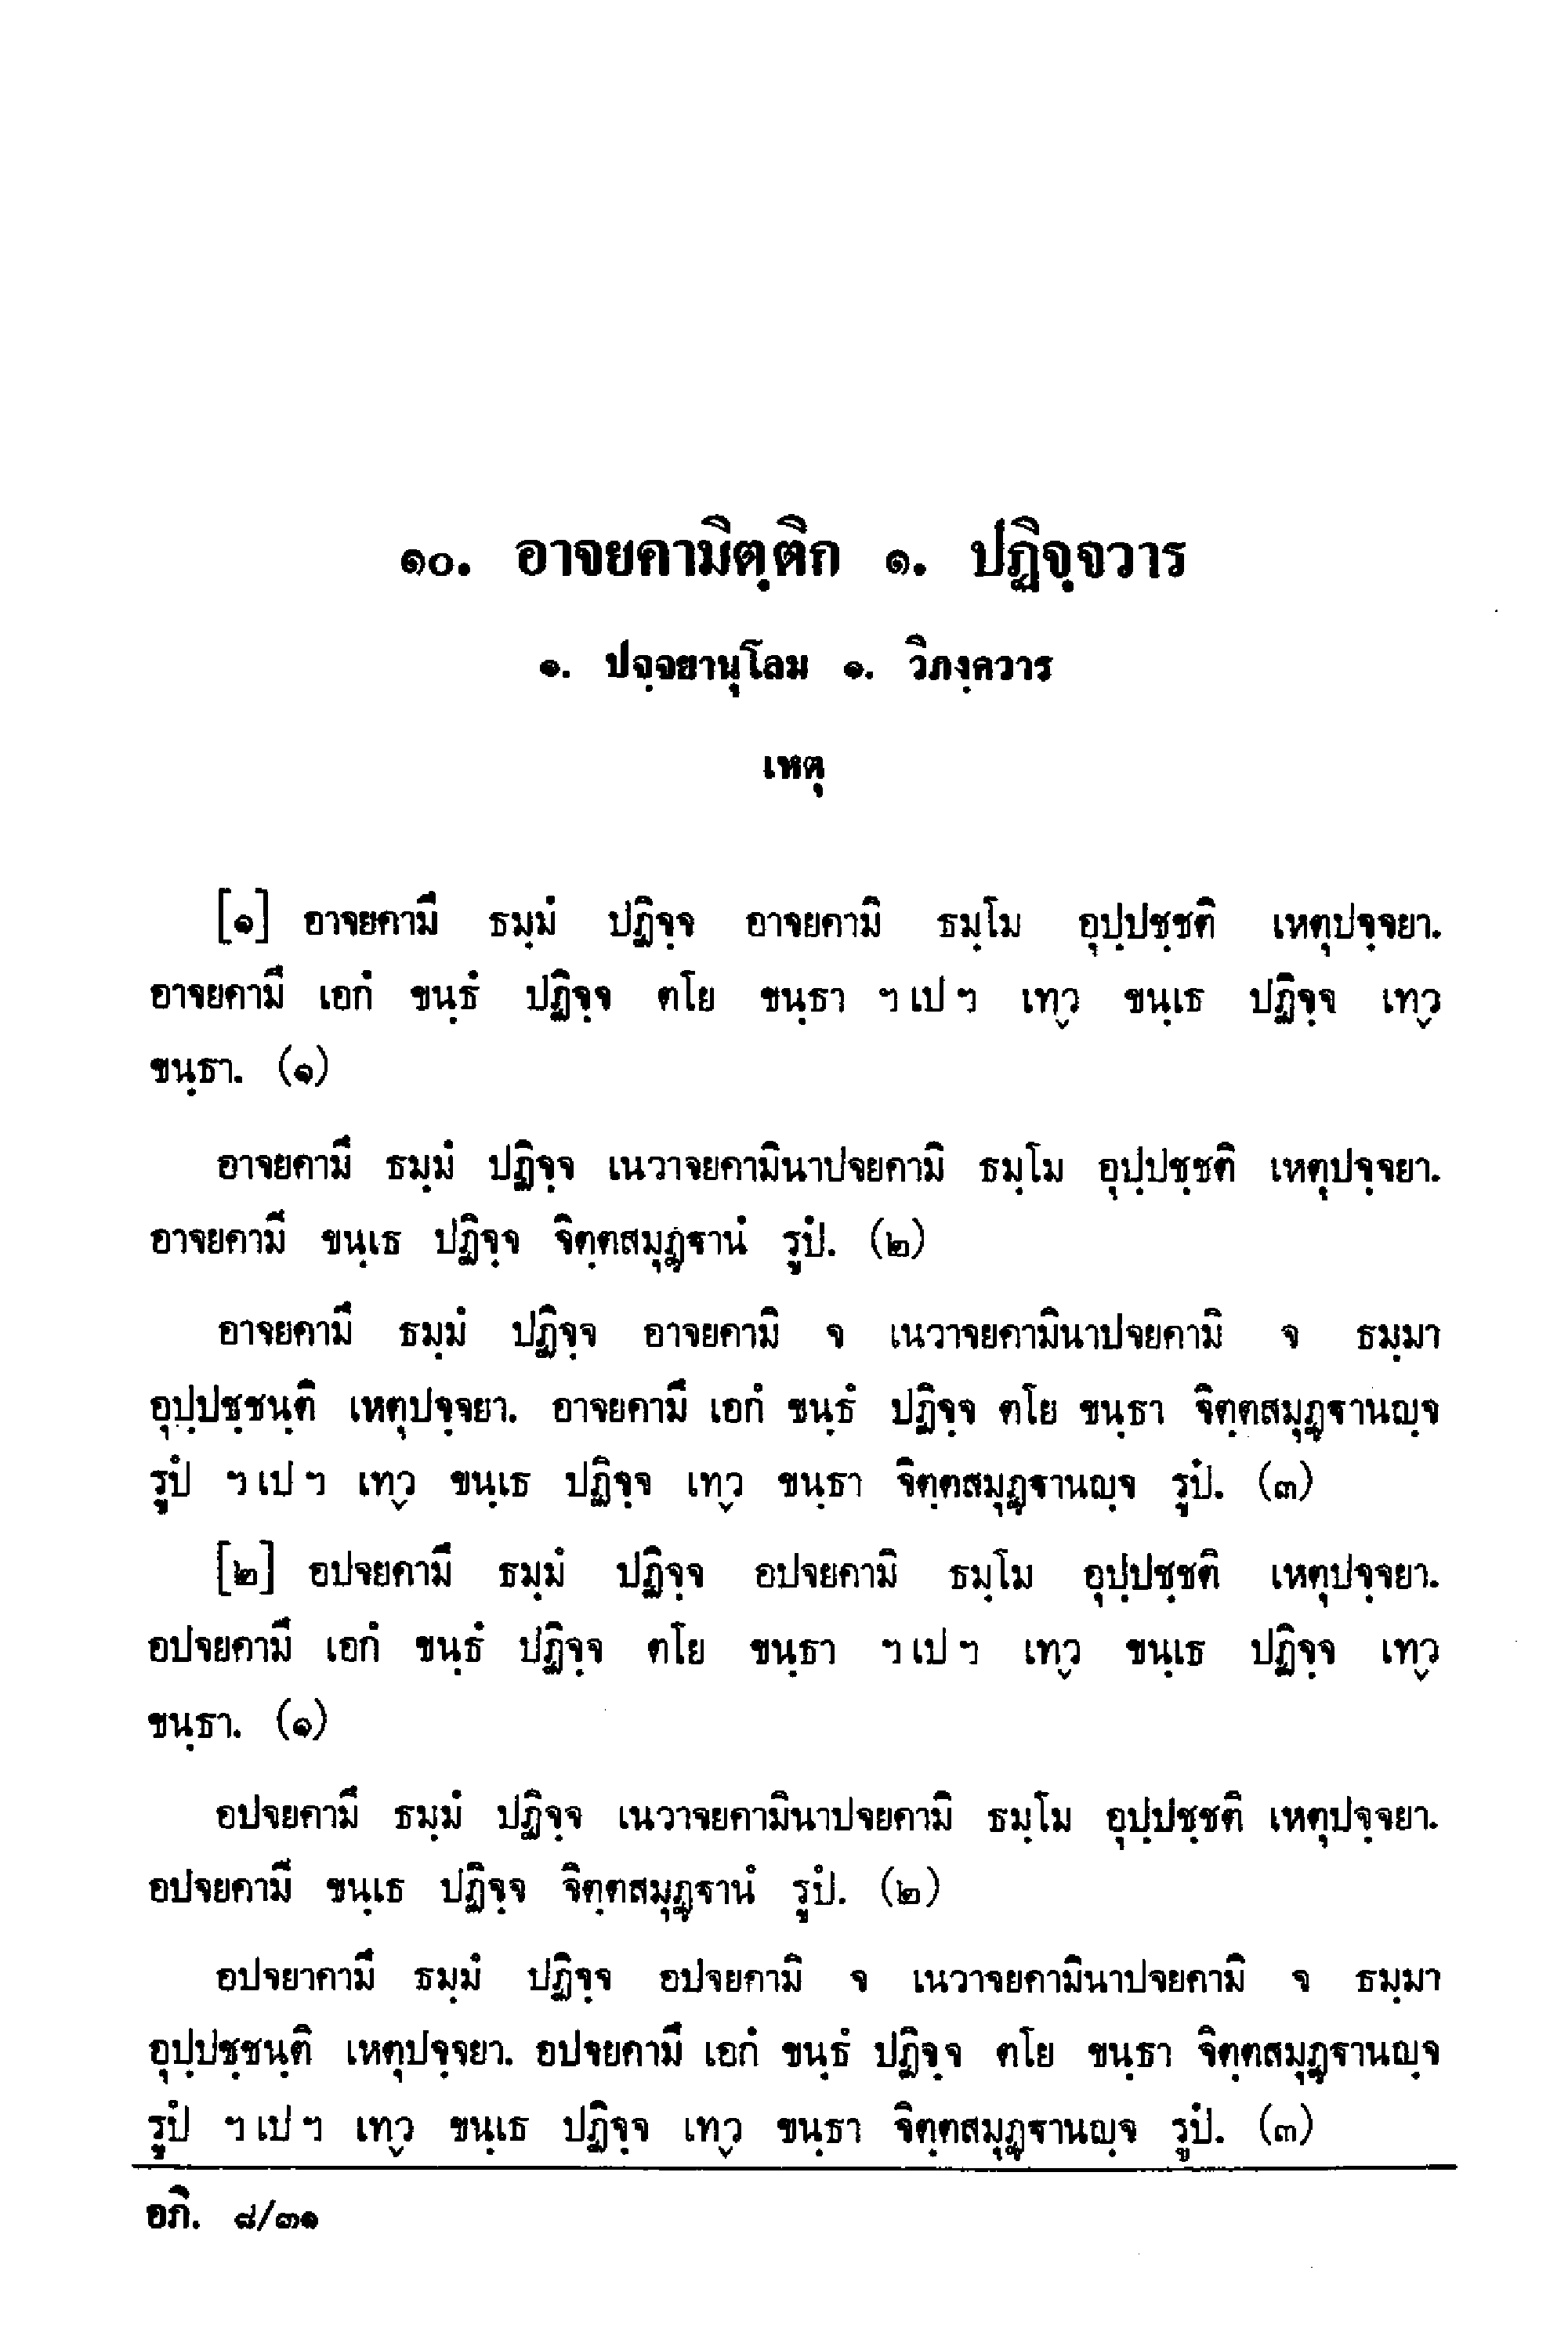 ๑๐. อาจยคามิตฺติก ๑. ปฏิจฺจวาร
๑. ปจฺจยานุโลม ๑. วิภงฺควาร
เหตุ
[๑] อาจยคามึ ธมฺมํ ปฏิจฺจ อาจยคามิ ธมฺโม อุปฺปชฺชติ เหตุปจฺจยา.
อาจยคามึ เอกํ ขนฺธํ ปฏิจฺจ ตโย ขนฺธา ฯ เป ฯ เทฺว ขนฺเธ ปฏิจฺจ เทฺว
ขนฺธา. (๑)
อาจยคามึ ธมฺมํ ปฏิจฺจ เนวาจยคามินาปจยคามิ ธมฺโม อุปฺปชฺชติ เหตุปจฺจยา.
อาจยคามึ ขนฺเธ ปฏิจฺจ จิตฺตสมุฏฺฐานํ รูปํ. (๒)
อาจยคามึ ธมฺมํ ปฏิจฺจ อาจยคามิ จ เนวาจยคามินาปจยคามิ จ ธมฺมา
อุปฺปชฺชนฺติ เหตุปจฺจยา. อาจยคามึ เอกํ ขนฺธํ ปฏิจฺจ ตโย ขนฺธา จิตฺตสมุฏฺฐานญฺจ
รูปํ ฯ เป ฯ เทฺว ขนฺเธ ปฏิจฺจ เทฺว ขนฺธา จิตฺตสมุฏฺฐานญฺจ รูปํ. (๓)
[๒] อปจยคามึ ธมฺมํ ปฏิจฺจ อปจยคามิ ธมฺโม อุปฺปชฺชติ เหตุปจฺจยา.
อปจยคามึ เอกํ ขนฺธํ ปฏิจฺจ ตโย ขนฺธา ฯ เป ฯ เทฺว ขนฺเธ ปฏิจฺจ เทฺว
ขนฺธา. (๑)
อปจยคามึ ธมฺมํ ปฏิจฺจ เนวาจยคามินาปจยคามิ ธมฺโม อุปฺปชฺชติ เหตุปจฺจยา.
อปจยคามึ ขนฺเธ ปฏิจฺจ จิตฺตสมุฏฺฐานํ รูปํ. (๒)
อปจยาคามึ ธมฺมํ ปฏิจฺจ อปจยคามิ จ เนวาจยคามินาปจยคามิ จ ธมฺมา
อุปฺปชฺชนฺติ เหตุปจฺจยา. อปจยคามึ เอกํ ขนฺธํ ปฏิจฺจ ตโย ขนฺธา จิตฺตสมุฏฺฐานญฺจ
รูปํ ฯ เป ฯ เทฺว ขนฺเธ ปฏิจฺจ เทฺว ขนฺธา จิตฺตสมุฏฺฐานญฺจ รูปํ. (๓)
อภิ. ๘/๓๑